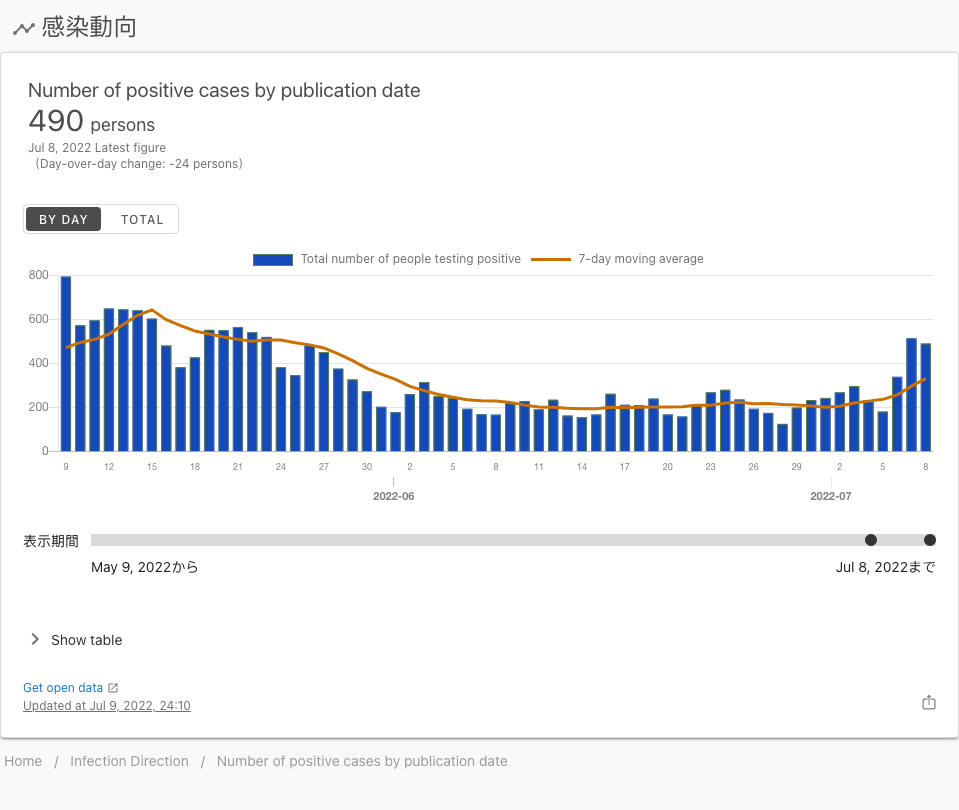 感染動向
Number of positive cases by publication date
490 persons
Jul 8, 2022 Latest figure
(Day-over-day change: -24 persons)
BY DAY TOTAL
Total number of people testing positive 7-day moving average
800
600
400
200
0
9 12 15 18 21 24 27 30 2 5 8 11 14 17 20 23 26 29 2 5 8
2022-06 2022-07
表示期間
May 9, 2022から Jul 8, 2022まで
Show table
Get open data
Updated at Jul 9, 2022, 24:10
Home / Infection Direction / Number of positive cases by publication date